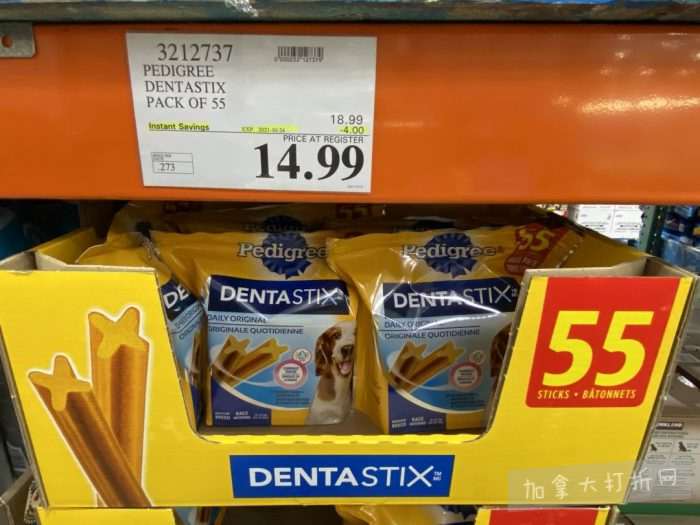 3212737
PEDIGREE
DENTASTIX
PACK OF 55
18.99
Instant Savings
-4.00
PRICE AT REGISTER
14.99
.273
Pedigree
DENTASTIX
DAILY ORIGINAL
ORIGINALE QUOTIDIENNE
Pedigree
55
DENTASTIX
DAILY ORIGINAL
ORIGINALE QUOTIDIENNE
55
STICKS • BÂTONNETS
DENTASTIX
加拿大打折网